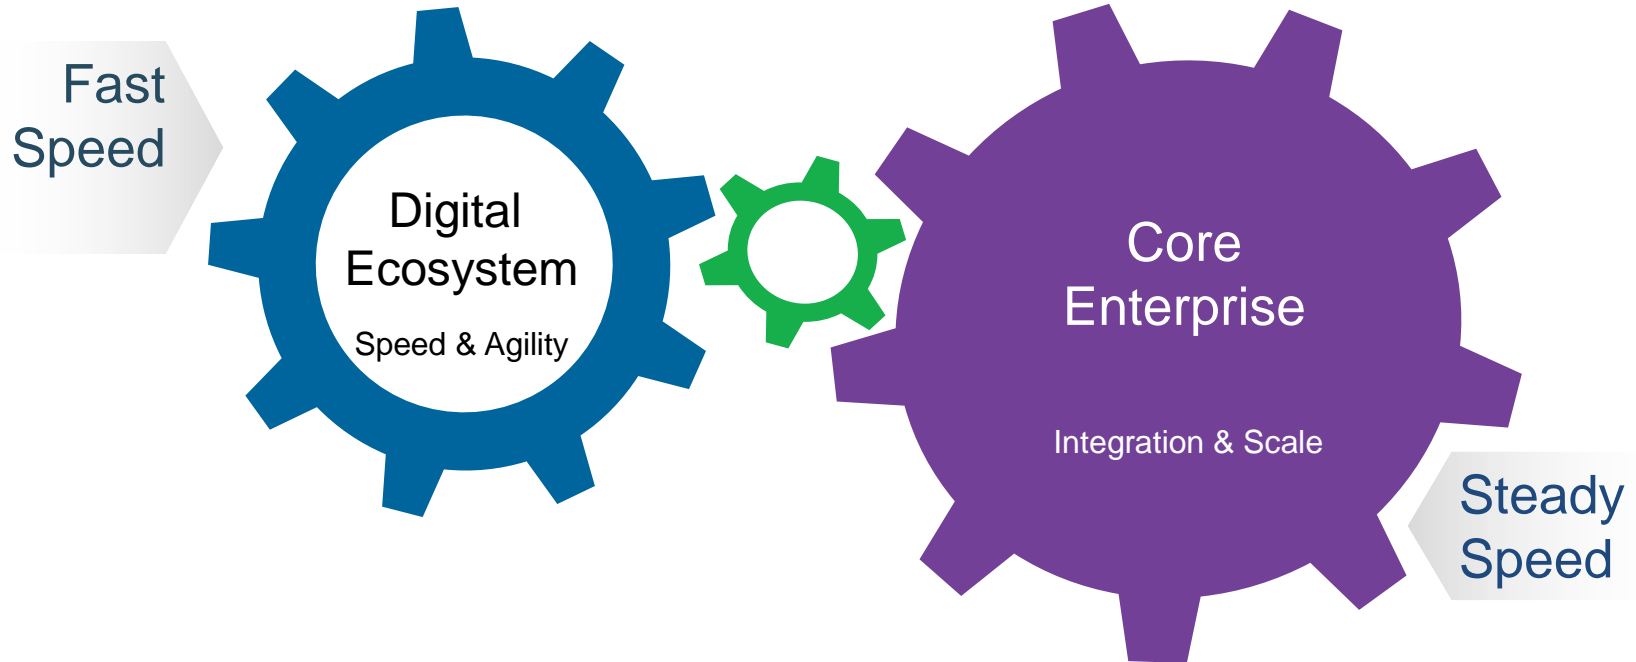 Fast
Speed
Digital
Ecosystem
Speed & Agility
Core
Enterprise
Integration & Scale
Steady
Speed